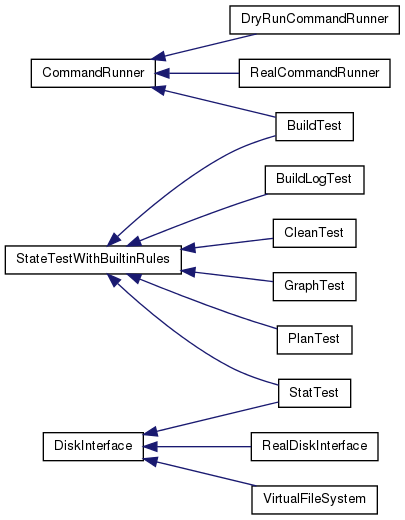 DryRunCommandRunner
CommandRunner
RealCommandRunner
BuildTest
BuildLogTest
CleanTest
StateTestWithBuiltinRules
GraphTest
PlanTest
StatTest
DiskInterface
RealDiskInterface
VirtualFileSystem